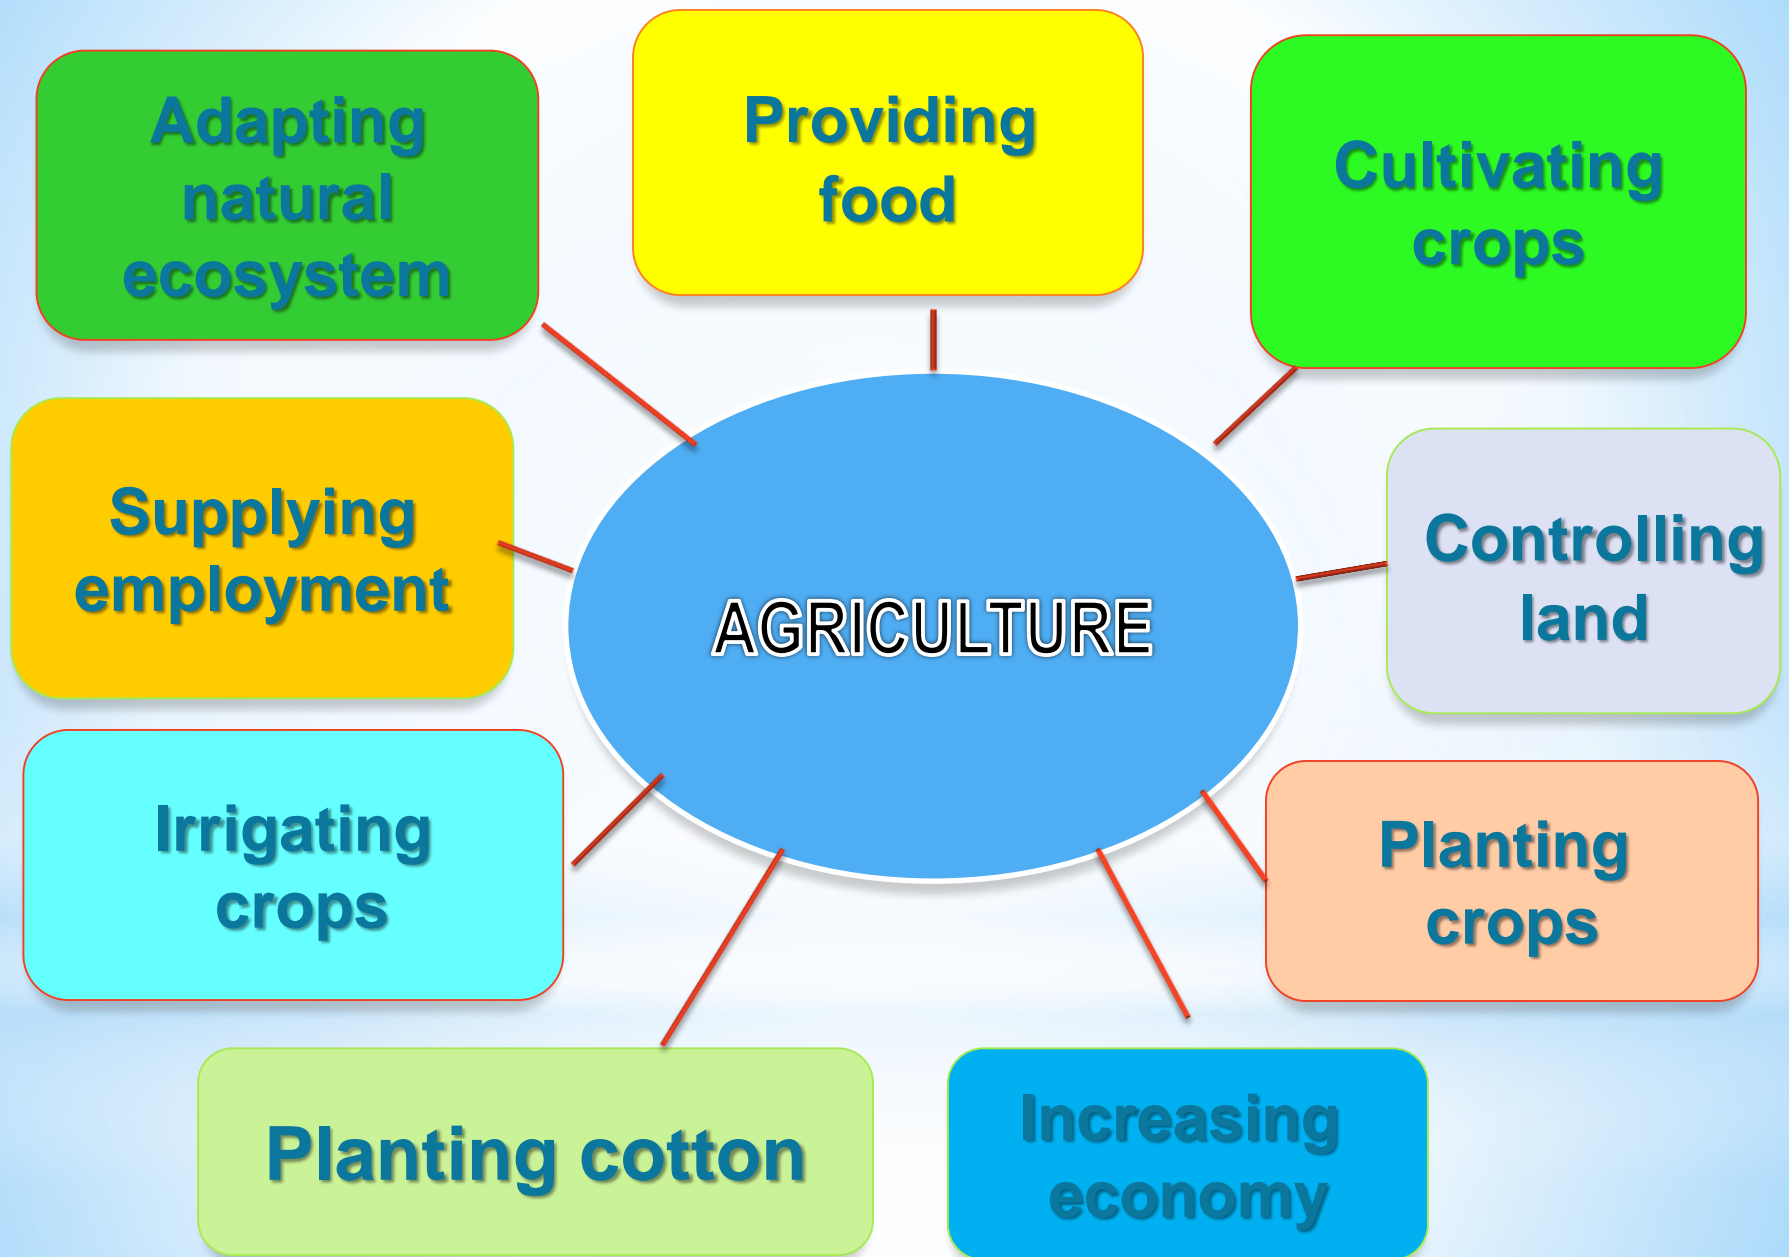 Adapting
natural
ecosystem
Providing
food
Cultivating
crops
Supplying
employment
AGRICULTURE
Controlling
land
Irrigating
crops
Planting
crops
Planting cotton
Increasing
economy